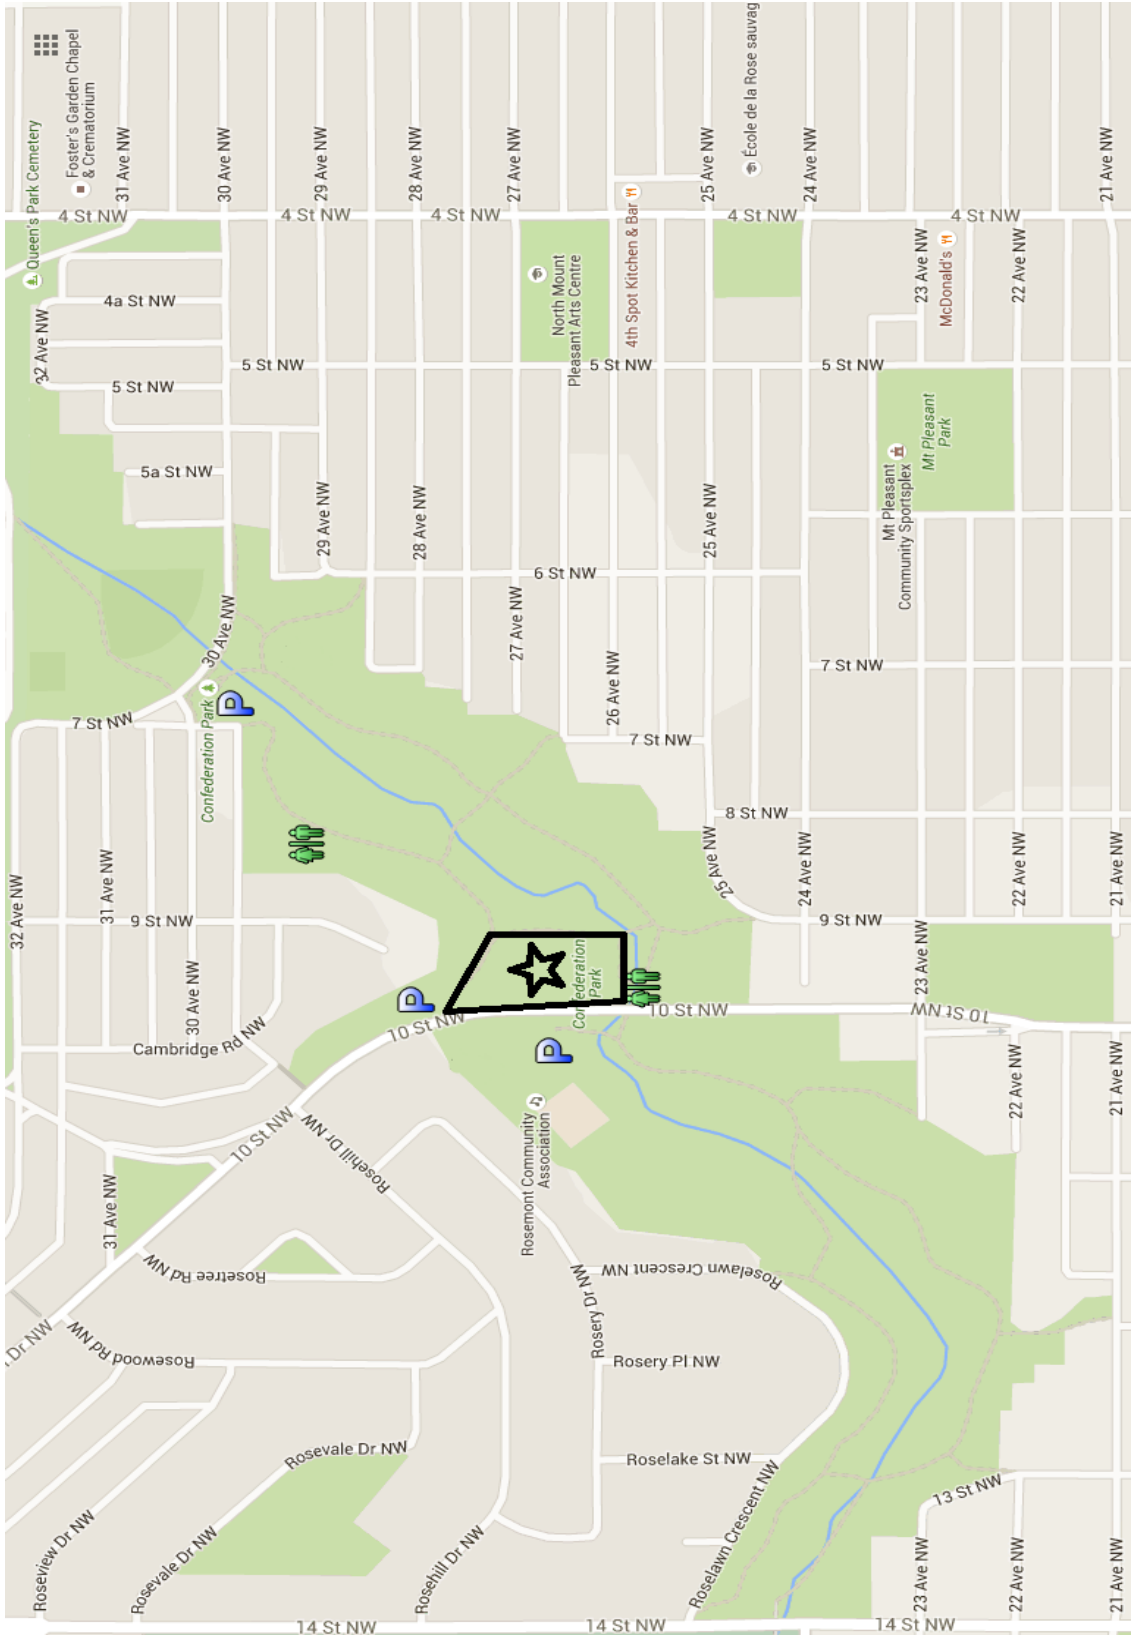 Queen's Park Cemetery
Foster's Garden Chapel
& Crematorium
31 Ave NW
30 Ave NW
29 Ave NW
28 Ave NW
27 Ave NW
25 Ave NW
École de la Rose sauvag
24 Ave NW
21 Ave NW
4 St NW
4 St NW
4 St NW
4 St NW
4 St NW
32 Ave NW
4a St NW
North Mount
Pleasant Arts Centre
4th Spot Kitchen & Bar
23 Ave NW
McDonald's
22 Ave NW
5 St NW
5 St NW
5 St NW
5 St NW
5a St NW
Mt Pleasant
Park
Mt Pleasant
Community Sportsplex
29 Ave NW
28 Ave NW
25 Ave NW
6 St NW
30 Ave NW
27 Ave NW
26 Ave NW
7 St NW
7 St NW
7 St NW
Confederation Park
P
8 St NW
32 Ave NW
31 Ave NW
9 St NW
25 Ave NW
24 Ave NW
22 Ave NW
21 Ave NW
9 St NW
30 Ave NW
Cambridge Rd NW
P
10 St NW
Confederation
Park
10 St NW
23 Ave NW
10 St NW
P
10 St NW
Rosehill Dr NW
Rosemont Community
Association
22 Ave NW
21 Ave NW
31 Ave NW
Rosetree Rd NW
Roselawn Crescent NW
Dr NW
Rosewood Rd NW
Rosery Dr NW
Rosery Pl NW
Rosevale Dr NW
Roselake St NW
13 St NW
Roseview Dr NW
Rosevale Dr NW
Rosehill Dr NW
Roselawn Crescent NW
23 Ave NW
22 Ave NW
21 Ave NW
14 St NW
14 St NW
14 St NW